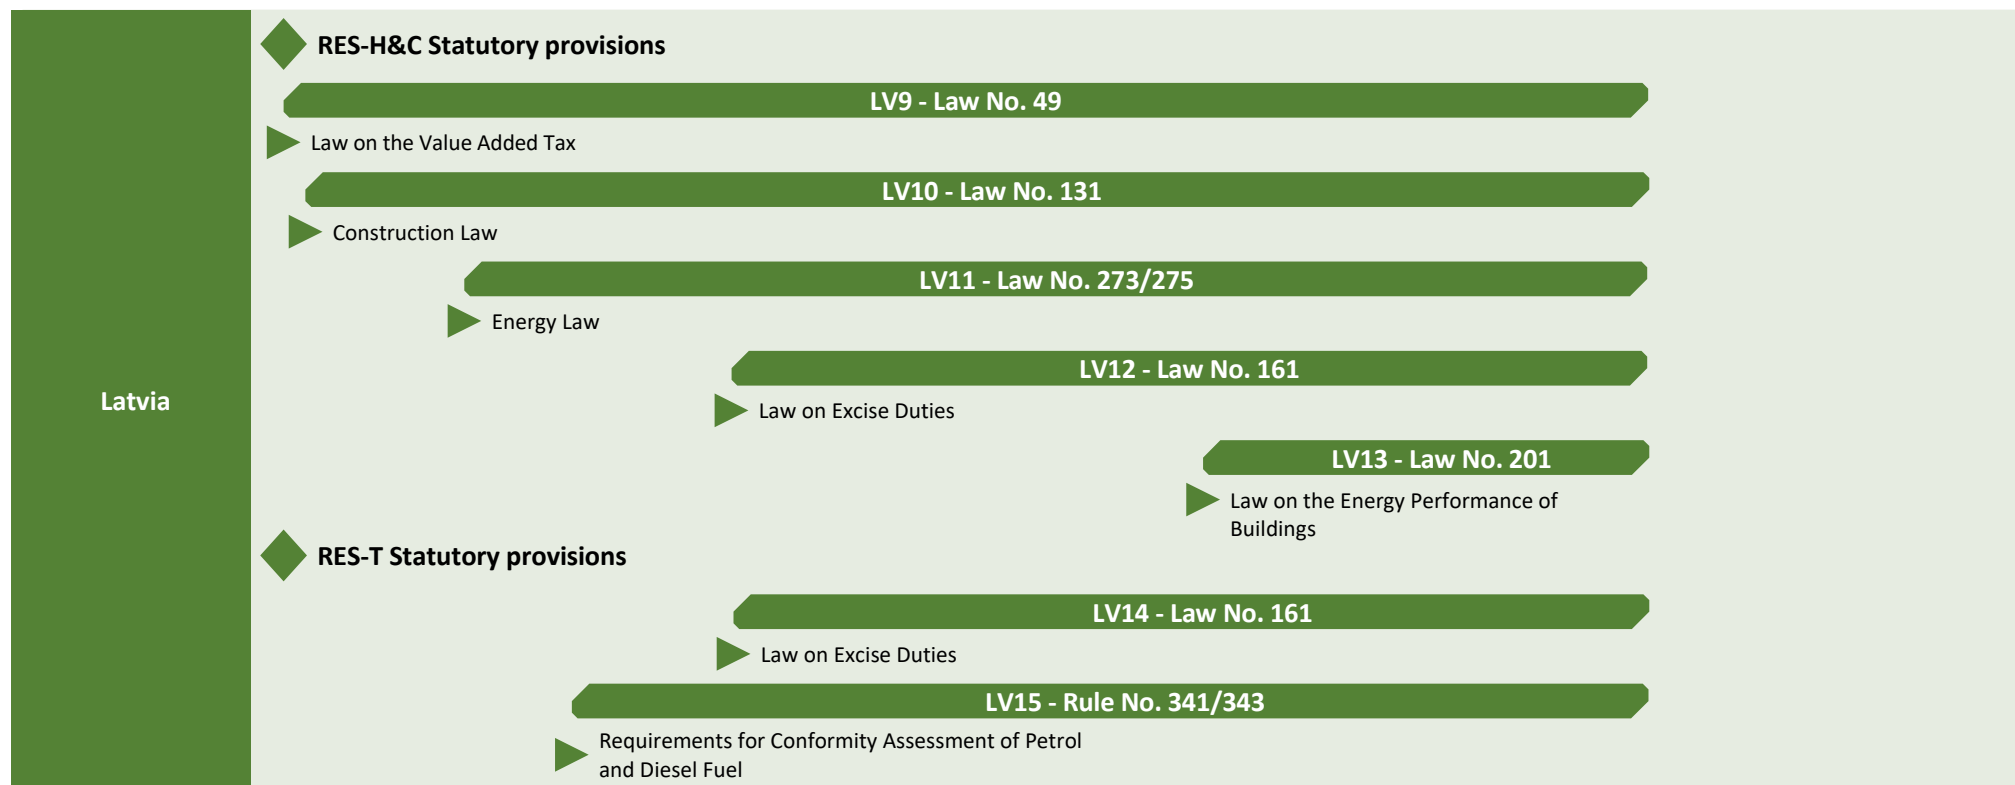 Latvia
RES-H&C Statutory provisions
LV9 - Law No. 49
Law on the Value Added Tax
LV10 - Law No. 131
Construction Law
LV11 - Law No. 273/275
Energy Law
LV12 - Law No. 161
Law on Excise Duties
LV13 - Law No. 201
Law on the Energy Performance of
Buildings
RES-T Statutory provisions
LV14 - Law No. 161
Law on Excise Duties
LV15 - Rule No. 341/343
Requirements for Conformity Assessment of Petrol
and Diesel Fuel